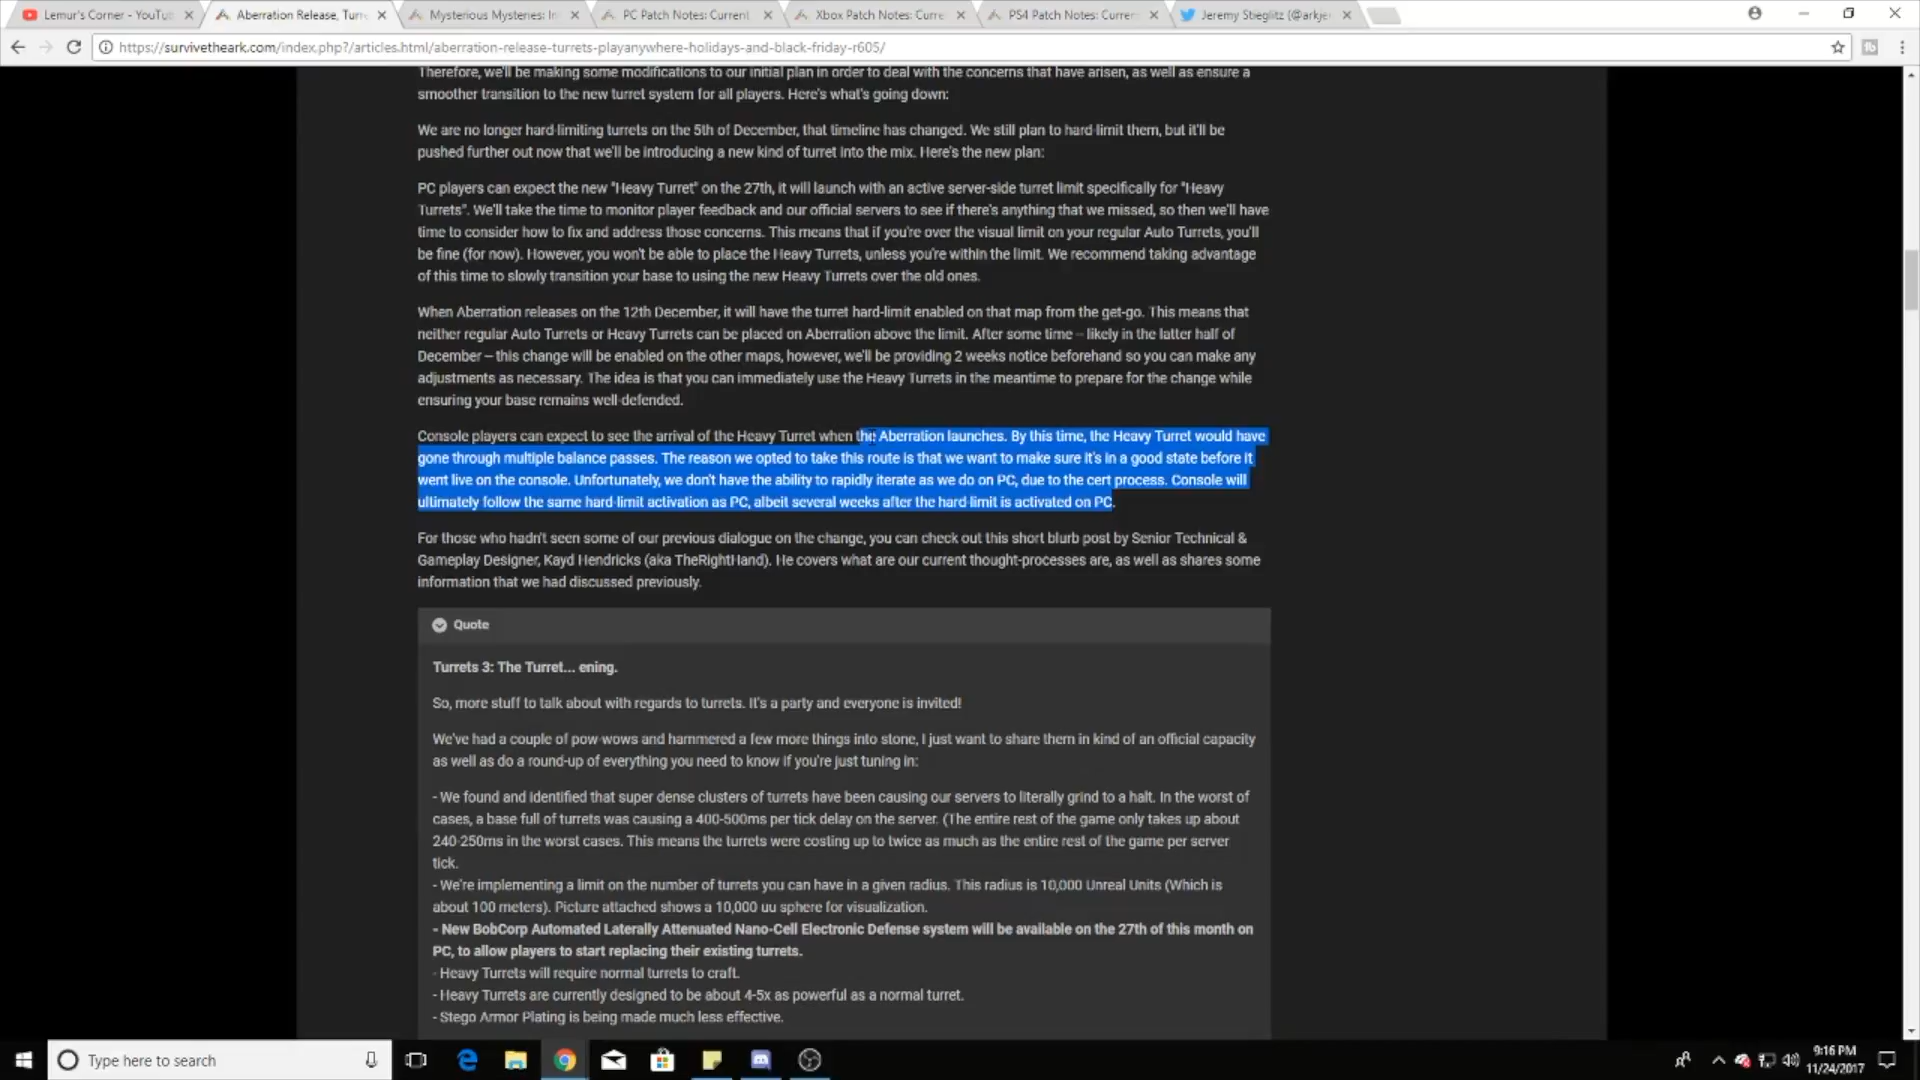 Lemur's Corner - YouTu
Aberration Release, Turr
Mysterious Mysteries: In
PC Patch Notes: Current
Xbox Patch Notes: Curre
PS4 Patch Notes: Curren
Jeremy Stieglitz (@arkje
https://survivetheark.com/index.php?/articles.html/aberration-release-turrets-playanywhere-holidays-and-black-friday-r605/
Therefore, we'll be making some modifications to our initial plan in order to deal with the concerns that have arisen, as well as ensure a
smoother transition to the new turret system for all players. Here's what's going down:
We are no longer hard-limiting turrets on the 5th of December, that timeline has changed. We still plan to hard-limit them, but it'll be
pushed further out now that we'll be introducing a new kind of turret into the mix. Here's the new plan:
PC players can expect the new "Heavy Turret" on the 27th, it will launch with an active server-side turret limit specifically for "Heavy
Turrets". We'll take the time to monitor player feedback and our official servers to see if there's anything that we missed, so then we'll have
time to consider how to fix and address those concerns. This means that if you're over the visual limit on your regular Auto Turrets, you'll
be fine (for now). However, you won't be able to place the Heavy Turrets, unless you're within the limit. We recommend taking advantage
of this time to slowly transition your base to using the new Heavy Turrets over the old ones.
When Aberration releases on the 12th December, it will have the turret hard-limit enabled on that map from the get-go. This means that
neither regular Auto Turrets or Heavy Turrets can be placed on Aberration above the limit. After some time – likely in the latter half of
December – this change will be enabled on the other maps, however, we'll be providing 2 weeks notice beforehand so you can make any
adjustments as necessary. The idea is that you can immediately use the Heavy Turrets in the meantime to prepare for the change while
ensuring your base remains well-defended.
Console players can expect to see the arrival of the Heavy Turret when the Aberration launches. By this time, the Heavy Turret would have
gone through multiple balance passes. The reason we opted to take this route is that we want to make sure it's in a good state before it
went live on the console. Unfortunately, we don't have the ability to rapidly iterate as we do on PC, due to the cert process. Console will
ultimately follow the same hard-limit activation as PC, albeit several weeks after the hard-limit is activated on PC.
For those who hadn't seen some of our previous dialogue on the change, you can check out this short blurb post by Senior Technical &
Gameplay Designer, Kayd Hendricks (aka TheRightHand). He covers what are our current thought-processes are, as well as shares some
information that we had discussed previously.
Quote
Turrets 3: The Turret... ening.
So, more stuff to talk about with regards to turrets. It's a party and everyone is invited!
We've had a couple of pow-wows and hammered a few more things into stone, I just want to share them in kind of an official capacity
as well as do a round-up of everything you need to know if you're just tuning in:
- We found and identified that super dense clusters of turrets have been causing our servers to literally grind to a halt. In the worst of
cases, a base full of turrets was causing a 400-500ms per tick delay on the server. (The entire rest of the game only takes up about
240-250ms in the worst cases. This means the turrets were costing up to twice as much as the entire rest of the game per server
tick.
- We're implementing a limit on the number of turrets you can have in a given radius. This radius is 10,000 Unreal Units (Which is
about 100 meters). Picture attached shows a 10,000 uu sphere for visualization.
- New BobCorp Automated Laterally Attenuated Nano-Cell Electronic Defense system will be available on the 27th of this month on
PC, to allow players to start replacing their existing turrets.
- Heavy Turrets will require normal turrets to craft.
- Heavy Turrets are currently designed to be about 4-5x as powerful as a normal turret.
- Stego Armor Plating is being made much less effective.
Type here to search
9:16 PM
11/24/2017